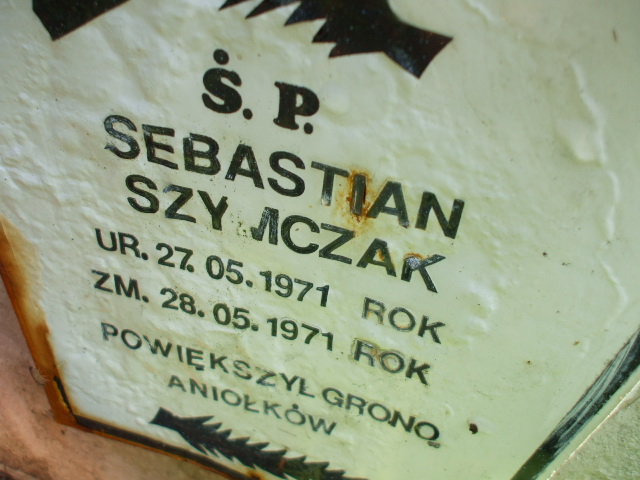 Ś. P.
SEBASTIAN
SZYMCZAK
UR. 27. 05. 1971 ROK
ZM. 28. 05. 1971 ROK
POWIĘKSZYŁ GRONO
ANIOŁKÓW